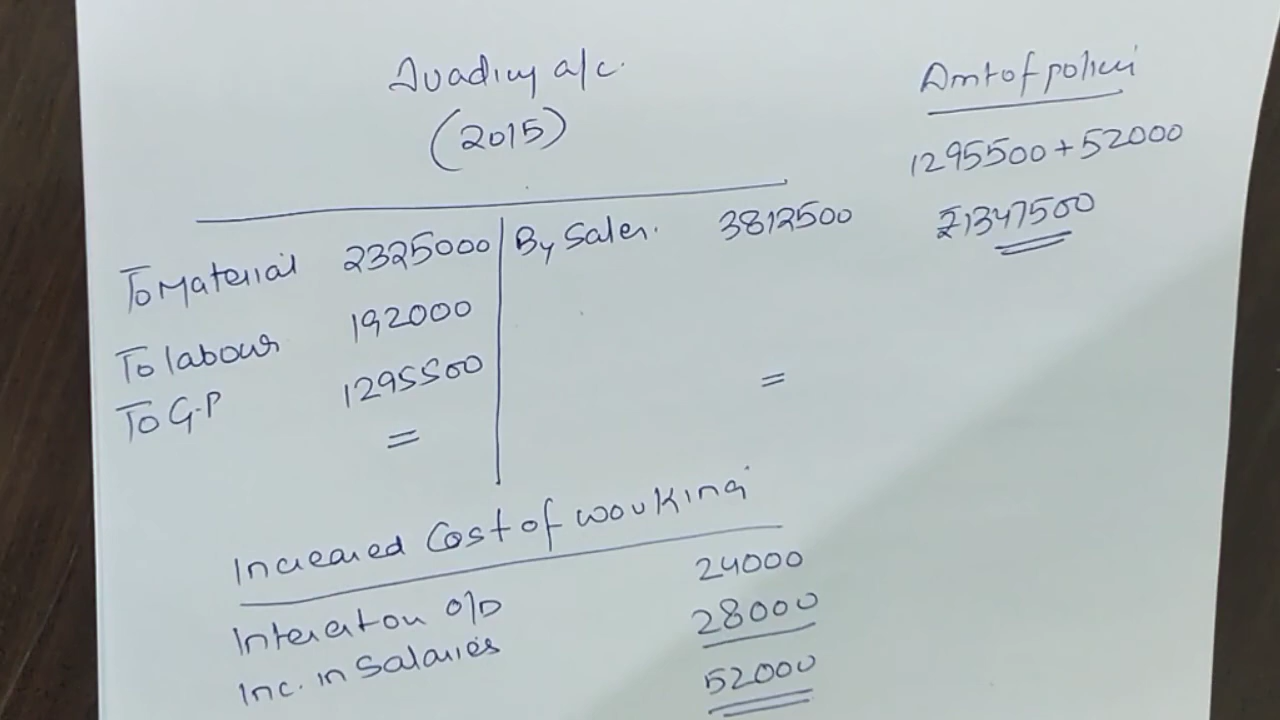 Trading a/c.
(2015)
To Material 2325000 By Sales. 3812500
To labour 192000
To G.P 1295500
=
=
Amt of policy
1295500 + 52000
₹1347500
Increased Cost of working
Interest on O/D 24000
Inc. in Salaries 28000
52000